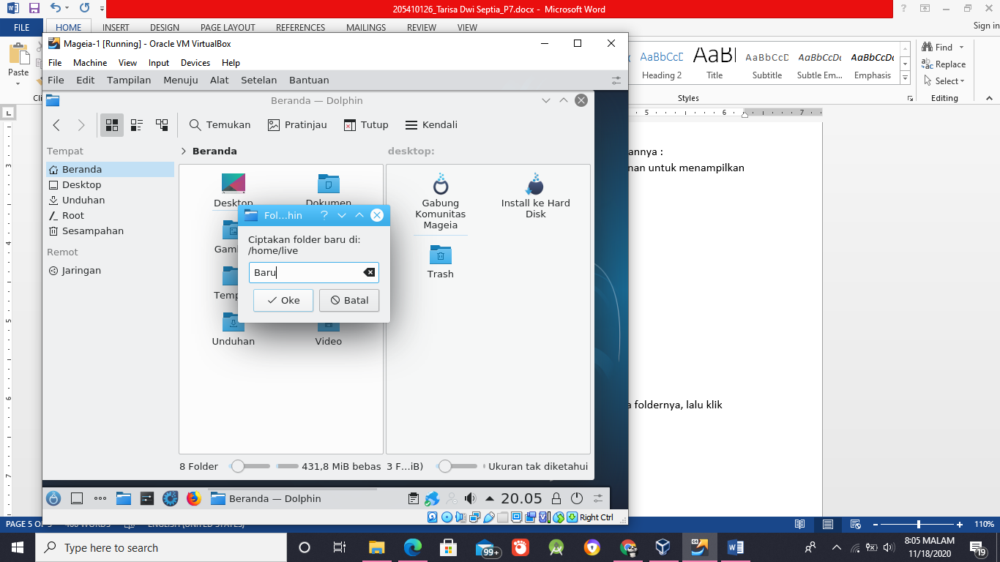 205410126_Tarisa Dwi Septia_P7.docx - Microsoft Word
FILE HOME INSERT DESIGN PAGE LAYOUT REFERENCES MAILINGS REVIEW VIEW Sign in
Mageia-1 [Running] - Oracle VM VirtualBox
File Machine View Input Devices Help
Paste
AaBbCcD AaBl AaBbCcD AaBbCcDc AaBbCcDc
Heading 2 Title Subtitle Subtle Em... Emphasis
Styles
Find
Replace
Select
Editing
File Edit Tampilan Menuju Alat Setelan Bantuan
Beranda — Dolphin
Temukan Pratinjau Tutup Kendali
Tempat
Beranda
Desktop
Unduhan
Root
Sesampahan
Remot
Jaringan
Beranda
Desktop Dokumen
Unduhan Video
desktop:
Gabung
Komunitas
Mageia
Install ke Hard
Disk
Trash
Fol...hin
Ciptakan folder baru di:
/home/live
Baru
Oke Batal
8 Folder 431,8 MiB bebas 3 F...iB) Ukuran tak diketahui
Beranda — Dolphin 20.05
Right Ctrl
5 6 7
3
4
5
6
7
annya :
nan untuk menampilkan
a foldernya, lalu klik
PAGE 5 OF 110%
Type here to search
99+
8:05 MALAM
11/18/2020
19